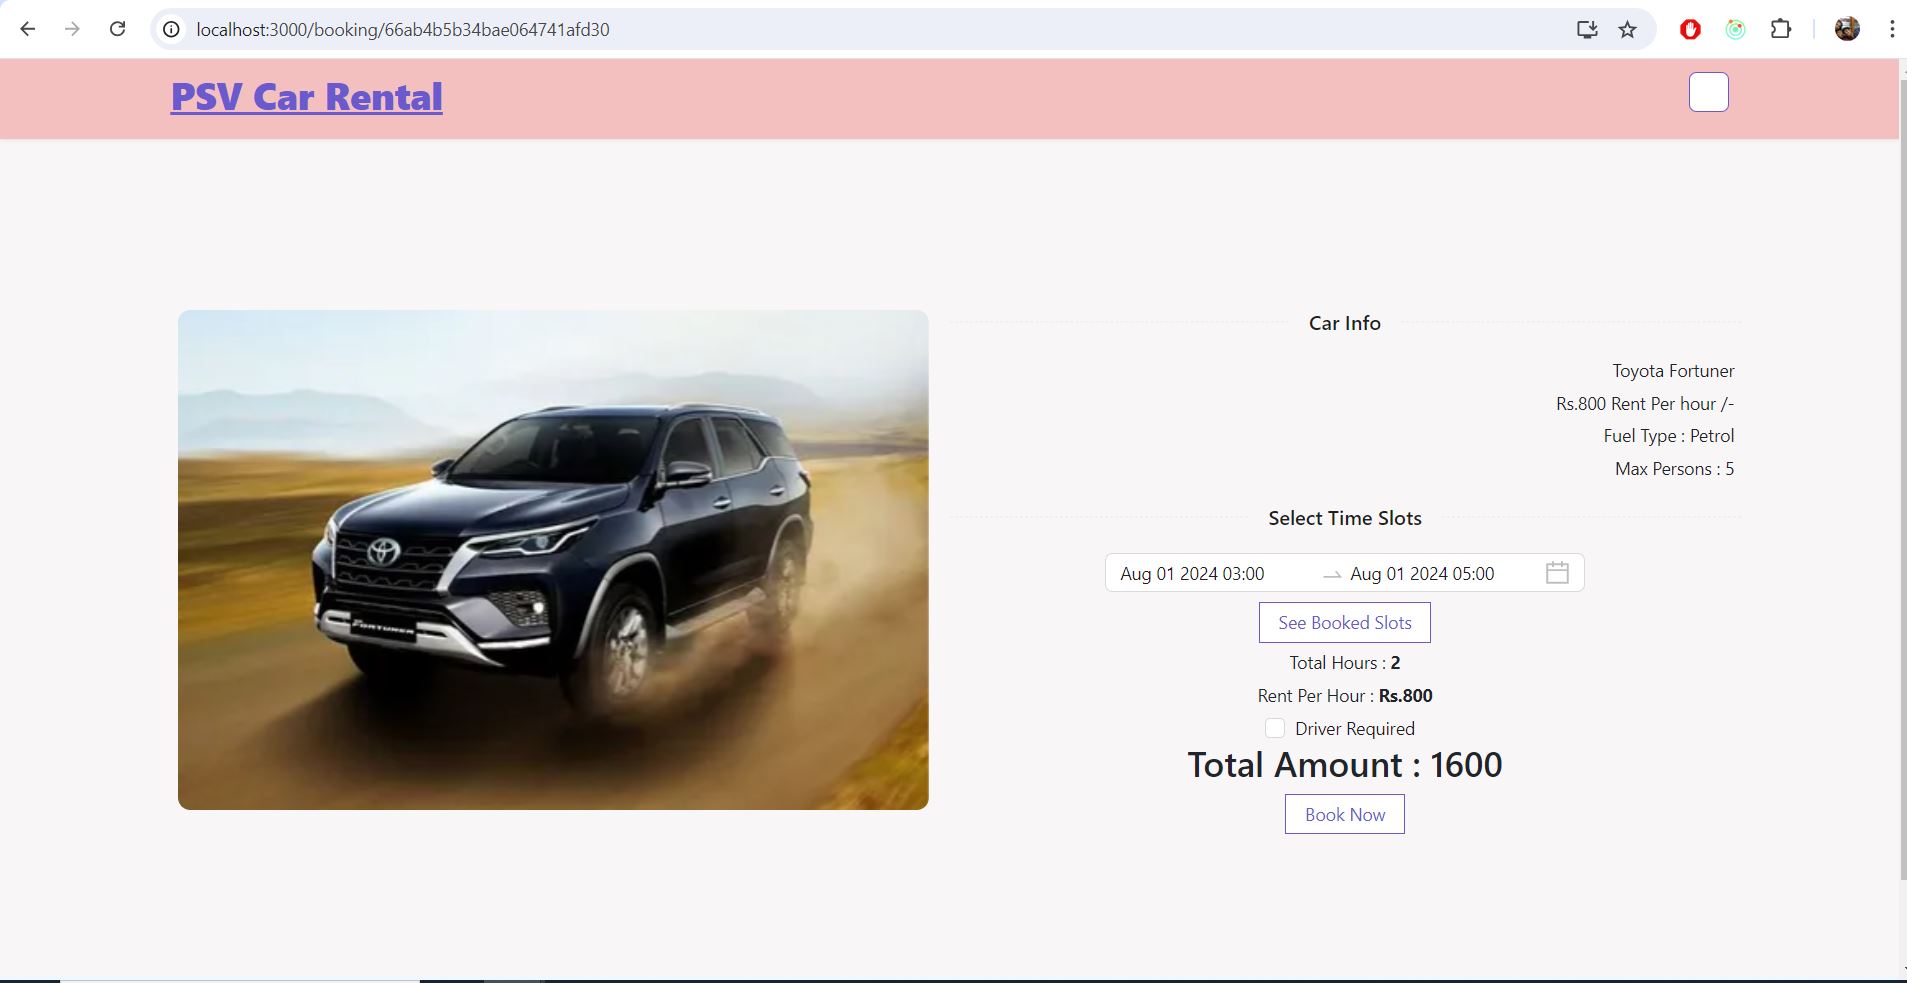 localhost:3000/booking/66ab4b5b34bae064741afd30
PSV Car Rental
FORTUNER
Car Info
Toyota Fortuner
Rs.800 Rent Per hour /-
Fuel Type : Petrol
Max Persons : 5
Select Time Slots
Aug 01 2024 03:00 → Aug 01 2024 05:00
See Booked Slots
Total Hours : 2
Rent Per Hour : Rs.800
Driver Required
Total Amount : 1600
Book Now